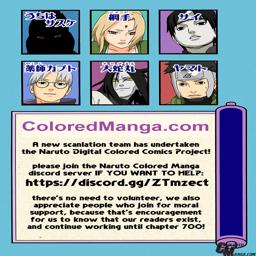 うちは
サスケ
綱手
サイ
薬師カブト
大蛇丸
ヤマト
ColoredManga.com
A new scanlation team has undertaken
the Naruto Digital Colored Comics Project!
please join the Naruto Colored Manga
discord server IF YOU WANT TO HELP:
https://discord.gg/ZTmzect
there's no need to volunteer, we also
appreciate people who join for moral
support, because that's encouragement
for us to know that our readers exist,
and continue working until chapter 700!